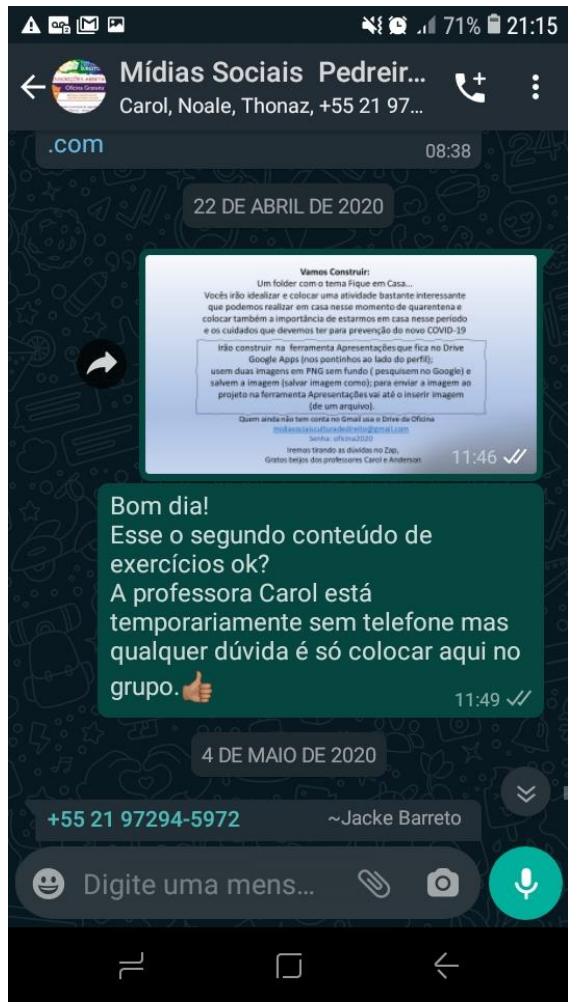 71% 21:15
Mídias Sociais Pedreir...
Carol, Noale, Thonaz, +55 21 97...
.com
08:38
22 DE ABRIL DE 2020
Vamos Construir:
Um folder com o tema Fique em Casa...
Vocês irão idealizar e colocar uma atividade bastante interessante
que podemos realizar em casa nesse momento de quarentena e
colocar também a importância de estarmos em casa nesse período
e os cuidados que devemos ter para prevenção do novo COVID-19
Irão construir na ferramenta Apresentações que fica no Drive
Google Apps (nos pontinhos ao lado do perfil);
usem duas imagens em PNG sem fundo ( pesquisem no Google) e
salvem a imagem (salvar imagem como); para enviar a imagem ao
projeto na ferramenta Apresentações vai até o inserir imagem
(de um arquivo).
Quem ainda não tem conta no Gmail usa o Drive da Oficina
Senha: oficina2020
Iremos tirando as dúvidas no Zap,
Gratos beijos dos professores Carol e Anderson
11:46
Bom dia!
Esse o segundo conteúdo de
exercícios ok?
A professora Carol está
temporariamente sem telefone mas
qualquer dúvida é só colocar aqui no
grupo.
11:49
4 DE MAIO DE 2020
+55 21 97294-5972 ~Jacke Barreto
Digite uma mens...